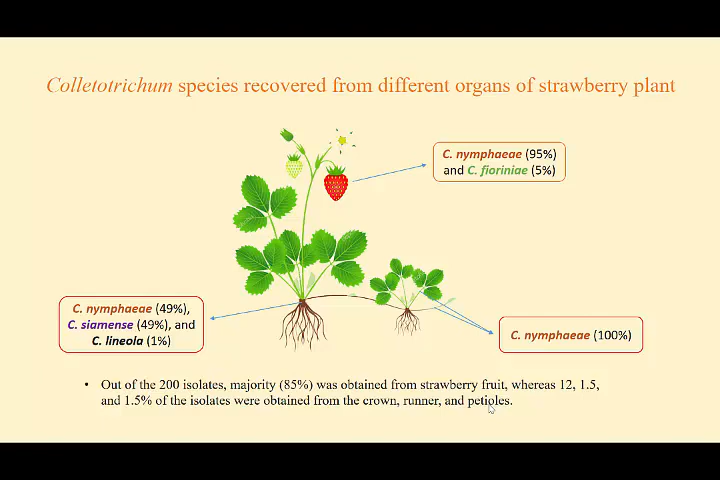 Colletotrichum species recovered from different organs of strawberry plant
C. nymphaeae (95%)
and C. fioriniae (5%)
C. nymphaeae (49%),
C. siamense (49%), and
C. lineola (1%)
C. nymphaeae (100%)
• Out of the 200 isolates, majority (85%) was obtained from strawberry fruit, whereas 12, 1.5,
and 1.5% of the isolates were obtained from the crown, runner, and petioles.